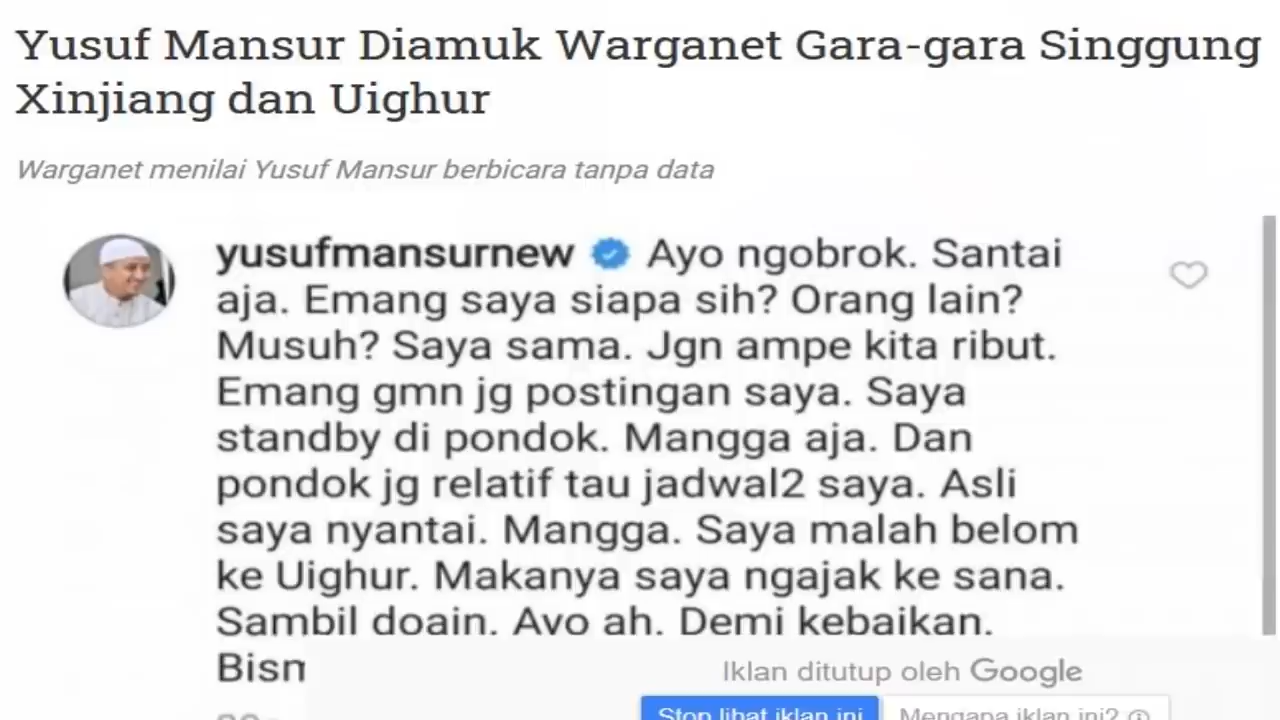 Yusuf Mansur Diamuk Warganet Gara-gara Singgung
Xinjiang dan Uighur
Warganet menilai Yusuf Mansur berbicara tanpa data
yusufmansurnew Ayo ngobrok. Santai
aja. Emang saya siapa sih? Orang lain?
Musuh? Saya sama. Jgn ampe kita ribut.
Emang gmn jg postingan saya. Saya
standby di pondok. Mangga aja. Dan
pondok jg relatif tau jadwal2 saya. Asli
saya nyantai. Mangga. Saya malah belom
ke Uighur. Makanya saya ngajak ke sana.
Sambil doain. Ayo ah. Demi kebaikan.
Bism
Iklan ditutup oleh Google
Stop lihat iklan ini
Mengapa iklan ini?